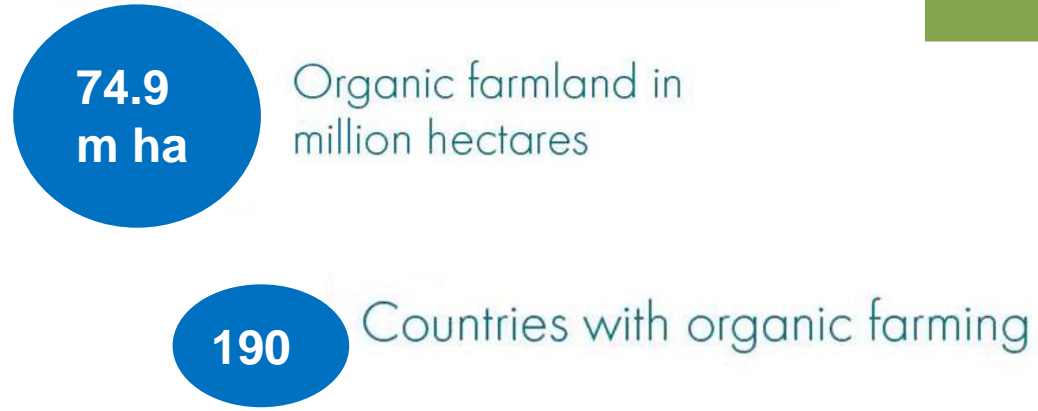 74.9
m ha
Organic farmland in
million hectares
190
Countries with organic farming